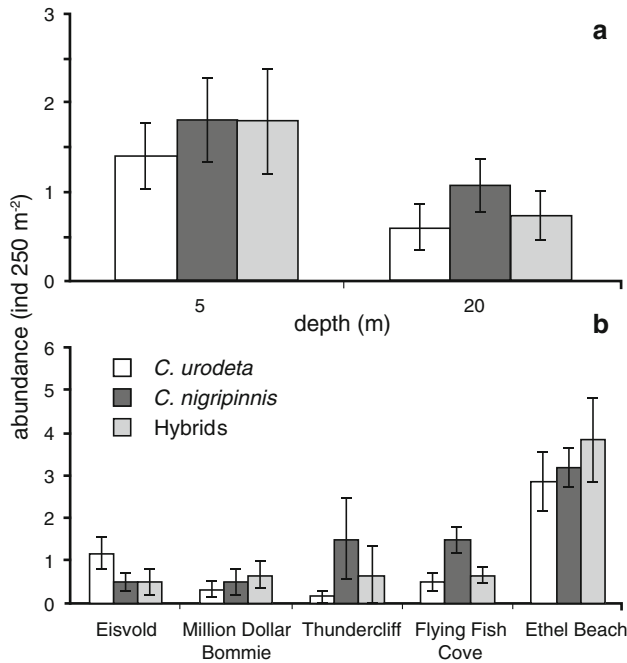 abundance (ind 250 m⁻²)
a
3
2
1
0
5
20
depth (m)
b
6
5
4
3
2
1
0
C. urodeta
C. nigripinnis
Hybrids
Eisvold
Million Dollar
Bommie
Thundercliff
Flying Fish
Cove
Ethel Beach